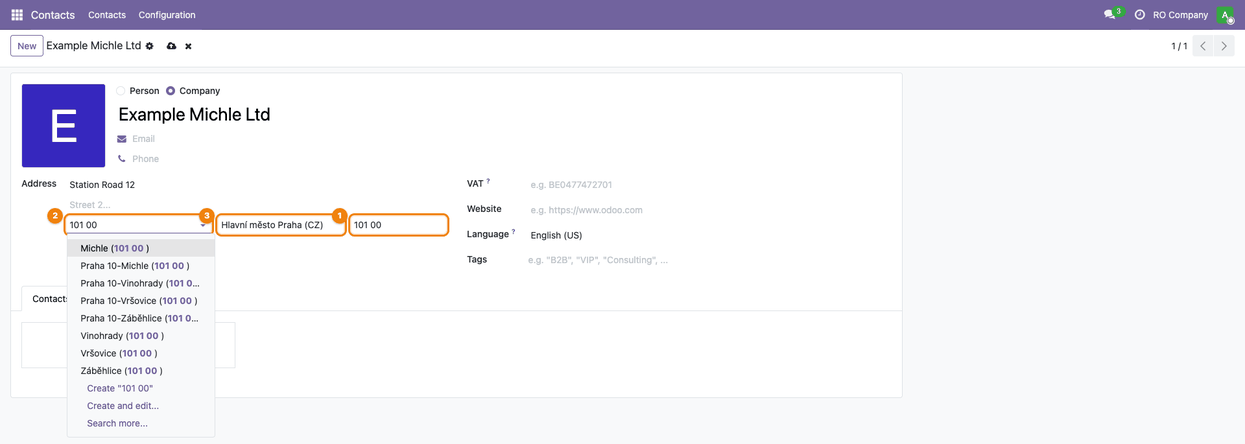 Contacts Contacts Configuration 3 RO Company A
New Example Michle Ltd 1 / 1
E
Person Company
Example Michle Ltd
Email
Phone
Address Station Road 12 VAT ? e.g. BE0477472701
Street 2... Website e.g. https://www.odoo.com
2 3 1
101 00 Hlavní město Praha (CZ) 101 00
Language ? English (US)
Michle (101 00 )
Tags e.g. "B2B", "VIP", "Consulting", ...
Praha 10-Michle (101 00 )
Praha 10-Vinohrady (101 0...
Contacts
Praha 10-Vršovice (101 00 )
Praha 10-Záběhlice (101 0...
Vinohrady (101 00 )
Vršovice (101 00 )
Záběhlice (101 00 )
Create "101 00"
Create and edit...
Search more...